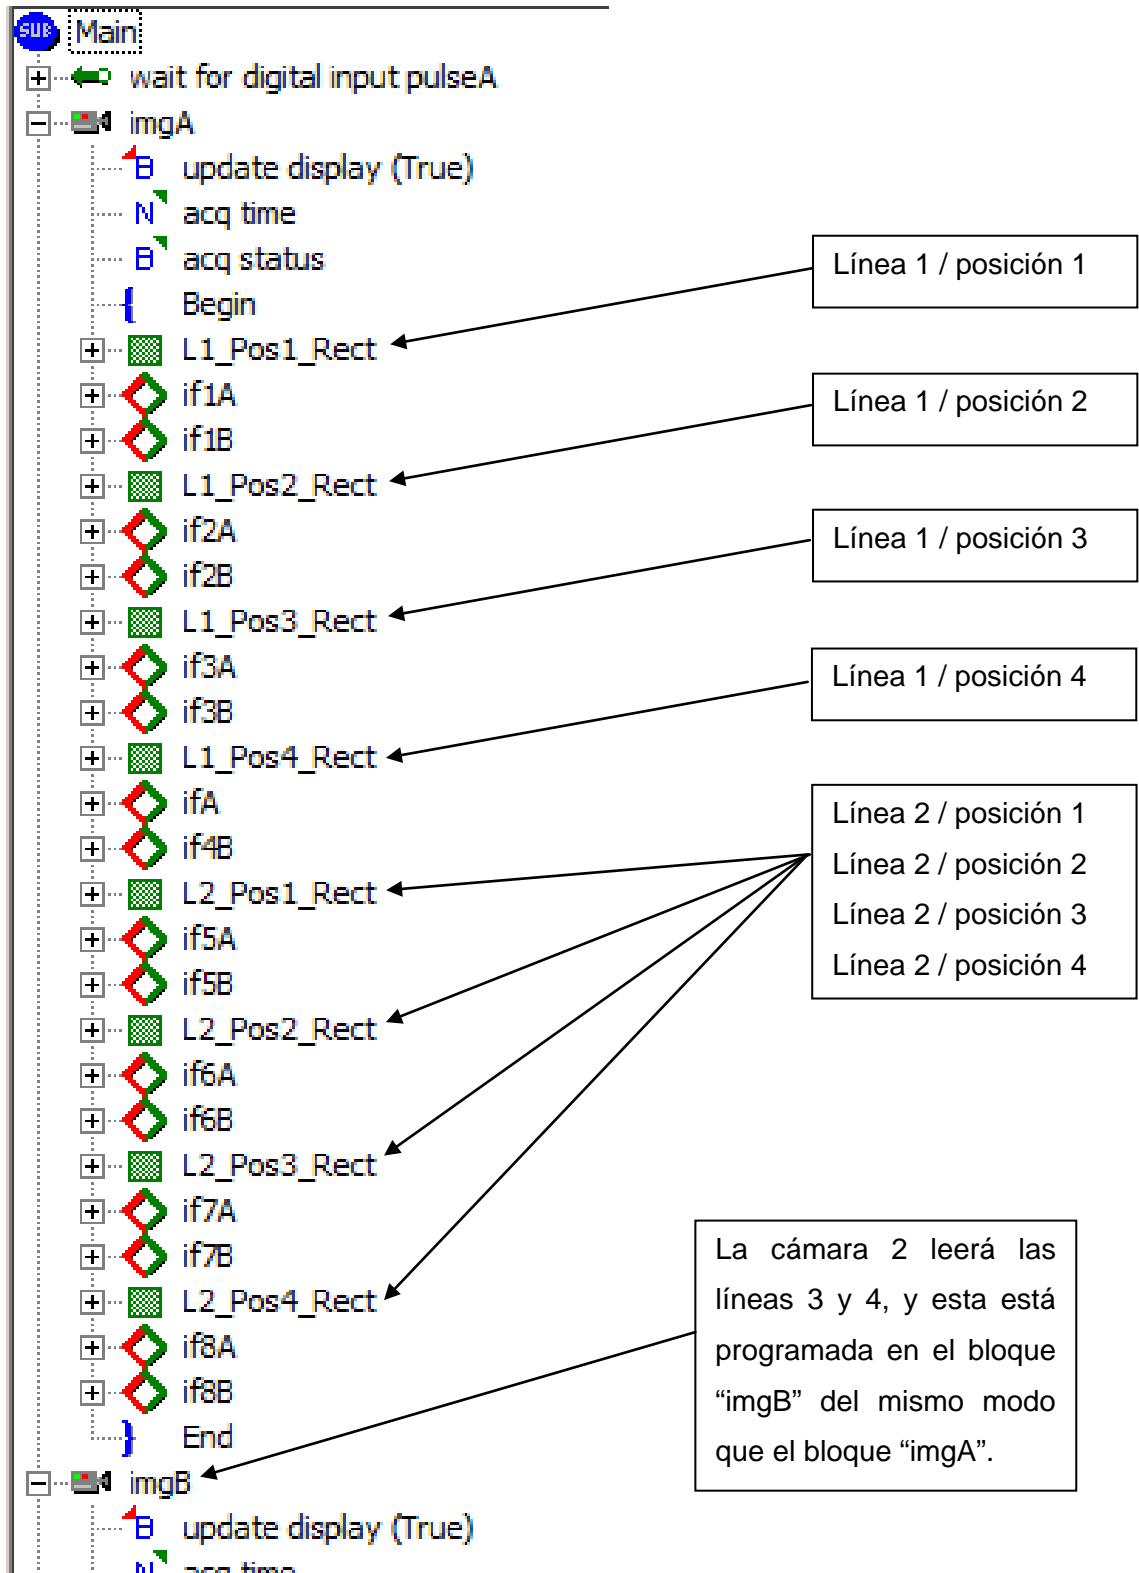 SUB Main
wait for digital input pulseA
imgA
B update display (True)
N acq time
B acq status
{ Begin
L1_Pos1_Rect
if1A
if1B
L1_Pos2_Rect
if2A
if2B
L1_Pos3_Rect
if3A
if3B
L1_Pos4_Rect
ifA
if4B
L2_Pos1_Rect
if5A
if5B
L2_Pos2_Rect
if6A
if6B
L2_Pos3_Rect
if7A
if7B
L2_Pos4_Rect
if8A
if8B
} End
imgB
B update display (True)
N acq time
Línea 1 / posición 1
Línea 1 / posición 2
Línea 1 / posición 3
Línea 1 / posición 4
Línea 2 / posición 1
Línea 2 / posición 2
Línea 2 / posición 3
Línea 2 / posición 4
La cámara 2 leerá las
líneas 3 y 4, y esta está
programada en el bloque
“imgB” del mismo modo
que el bloque “imgA”.